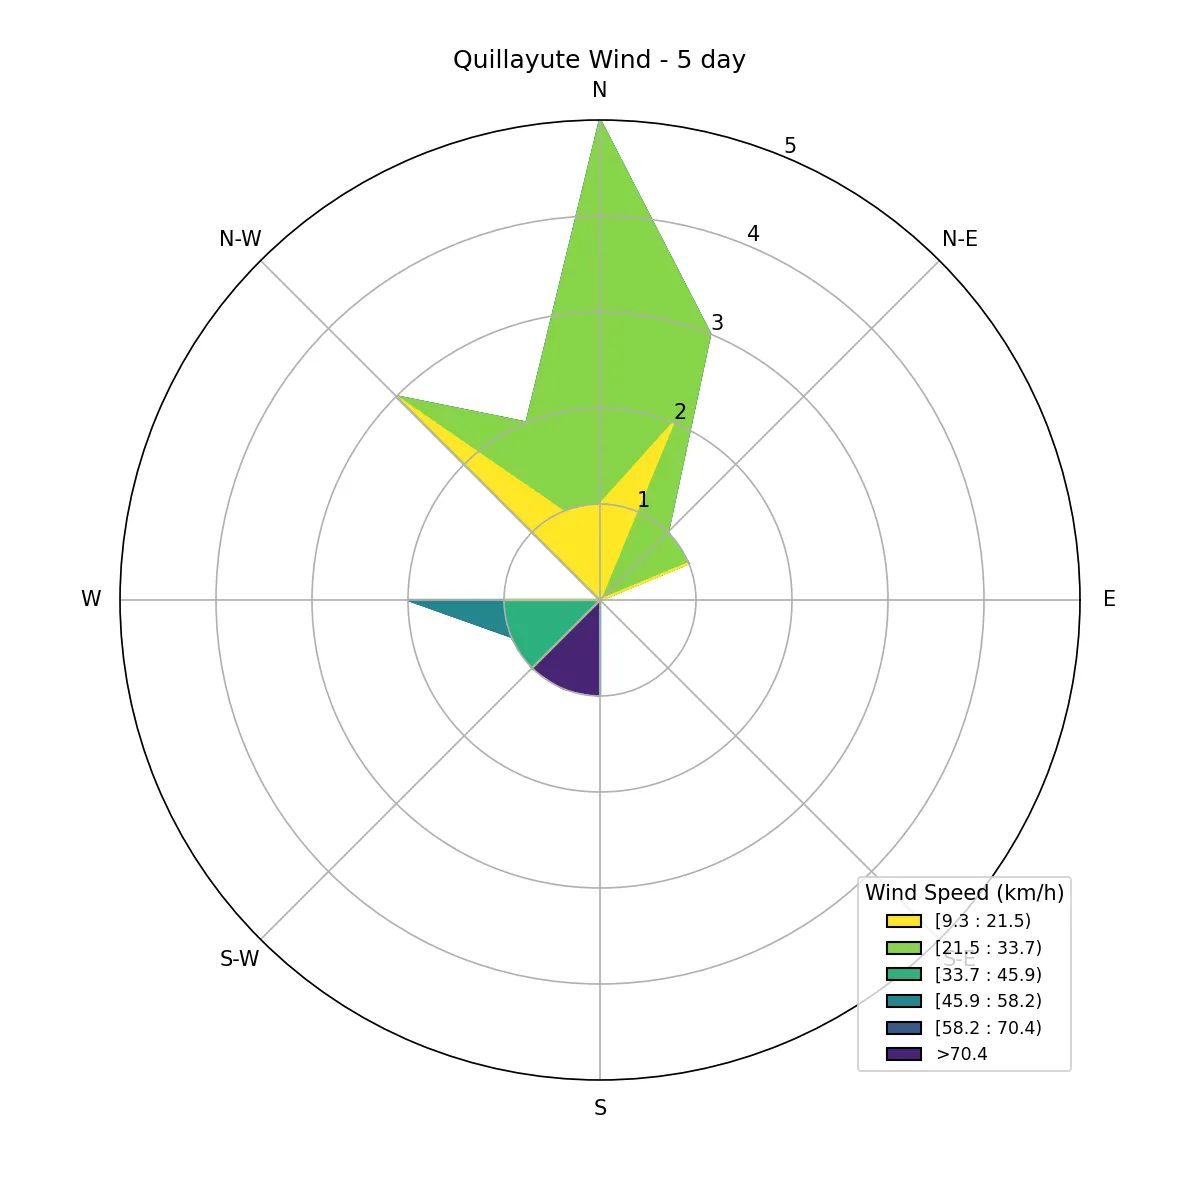 Quillayute Wind - 5 day
N
5
N-W
4
N-E
3
2
1
W
E
Wind Speed (km/h)
[9.3 : 21.5)
[21.5 : 33.7)
S-W
S-E
[33.7 : 45.9)
[45.9 : 58.2)
[58.2 : 70.4)
>70.4
S